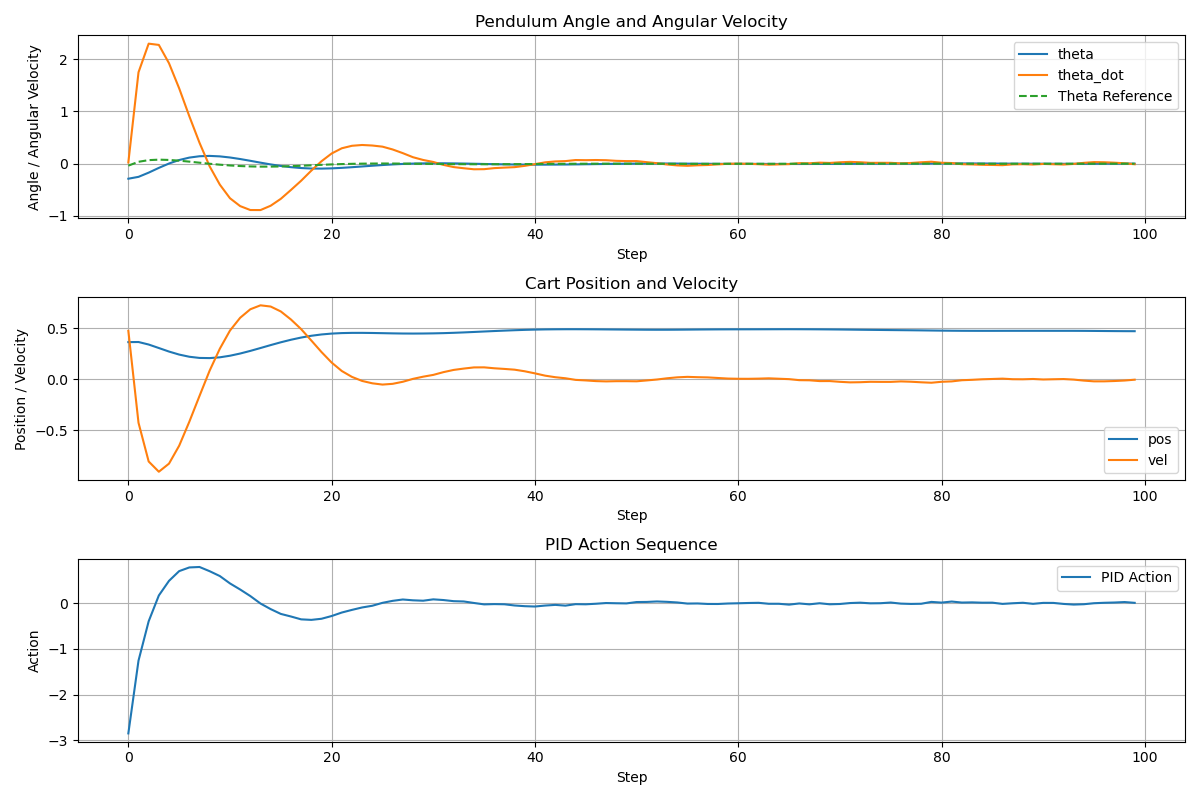 Pendulum Angle and Angular Velocity
Angle / Angular Velocity
2
1
0
−1
theta
theta_dot
Theta Reference
0 20 40 60 80 100
Step
Cart Position and Velocity
Position / Velocity
0.5
0.0
−0.5
pos
vel
0 20 40 60 80 100
Step
PID Action Sequence
Action
0
−1
−2
−3
PID Action
0 20 40 60 80 100
Step